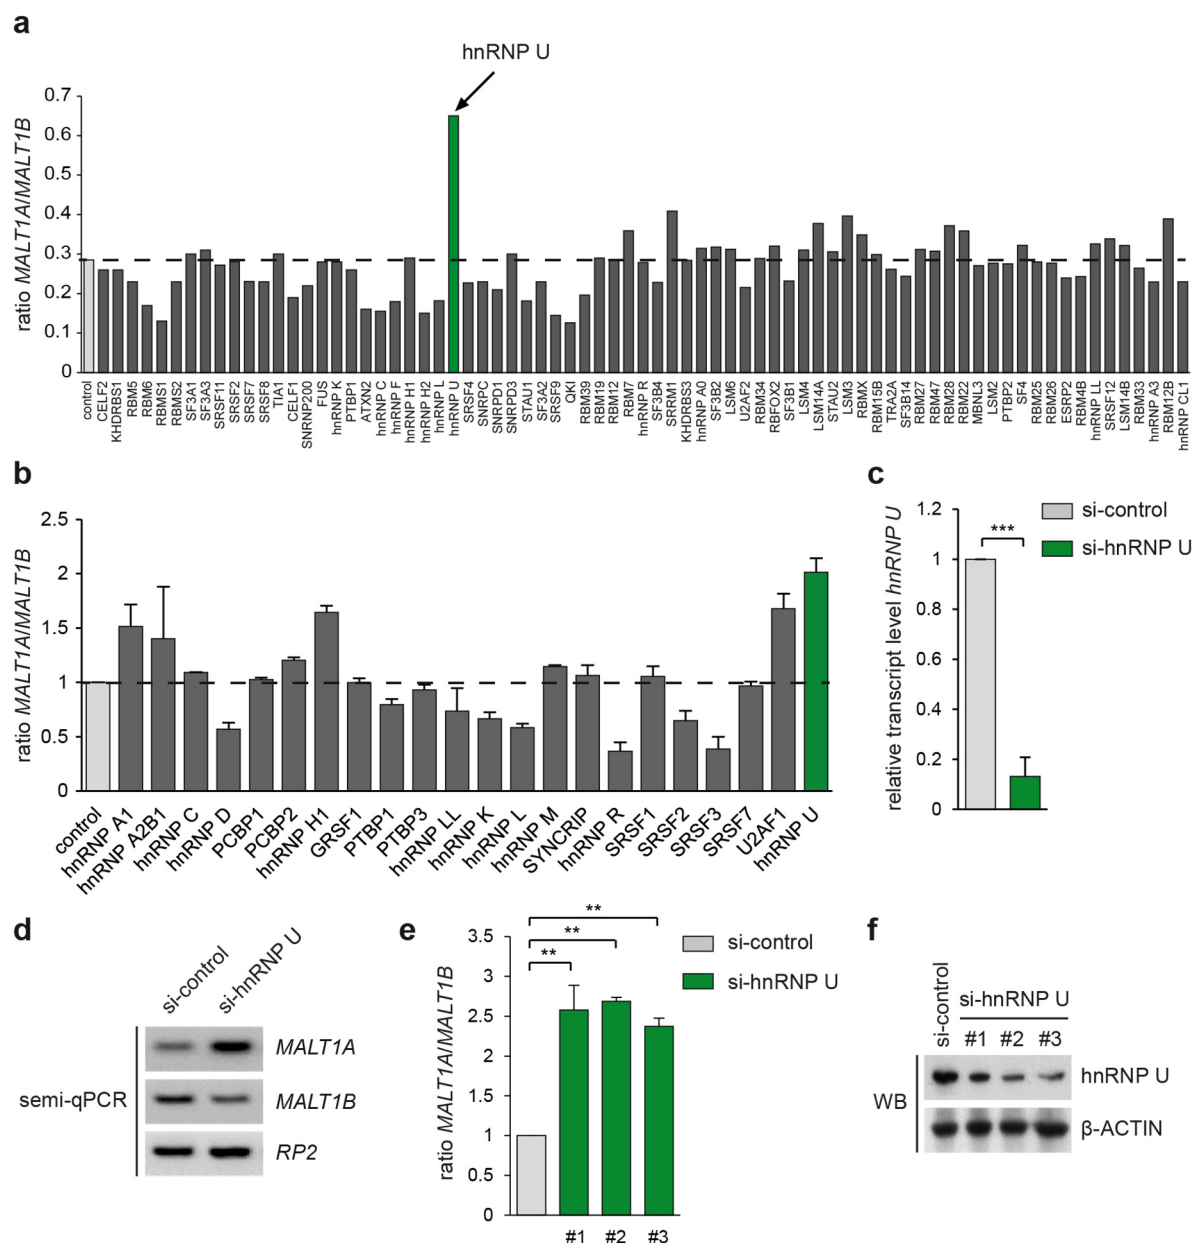 a
hnRNP U
ratio MALT1A/MALT1B
0.7
0.6
0.5
0.4
0.3
0.2
0.1
0
control
CELF2
KHDRBS1
RBM5
RBM6
RBMS1
RBMS2
SF3A1
SF3A3
SRSF11
SRSF2
SRSF7
SRSF8
TIA1
CELF1
SNRNP200
FUS
hnRNP K
PTBP1
ATXN2
hnRNP C
hnRNP F
hnRNP H1
hnRNP H2
hnRNP L
hnRNP U
SRSF4
SNRPC
SNRPD1
SNRPD3
STAU1
SF3A2
SRSF9
QKI
RBM39
RBM19
RBM12
RBM7
hnRNP R
SF3B4
SRRM1
KHDRBS3
hnRNP A0
SF3B2
LSM6
U2AF2
RBM34
RBFOX2
SF3B1
LSM4
LSM14A
STAU2
LSM3
RBMX
RBM15B
TRA2A
SF3B14
RBM27
RBM47
RBM28
RBM22
MBNL3
LSM2
PTBP2
SF4
RBM25
RBM26
ESRP2
RBM4B
hnRNP LL
SRSF12
LSM14B
RBM33
hnRNP A3
RBM12B
hnRNP CL1
b
ratio MALT1A/MALT1B
2.5
2
1.5
1
0.5
0
control
hnRNP A1
hnRNP A2B1
hnRNP C
hnRNP D
PCBP1
PCBP2
hnRNP H1
GRSF1
PTBP1
PTBP3
hnRNP LL
hnRNP K
hnRNP L
hnRNP M
SYNCRIP
hnRNP R
SRSF1
SRSF2
SRSF3
SRSF7
U2AF1
hnRNP U
c
relative transcript level hnRNP U
1.2
1
0.8
0.6
0.4
0.2
0
***
si-control
si-hnRNP U
d
si-control
si-hnRNP U
semi-qPCR
MALT1A
MALT1B
RP2
e
ratio MALT1A/MALT1B
3.5
3
2.5
2
1.5
1
0.5
0
**
**
**
#1 #2 #3
si-control
si-hnRNP U
f
si-control
si-hnRNP U
#1 #2 #3
WB
hnRNP U
β-ACTIN